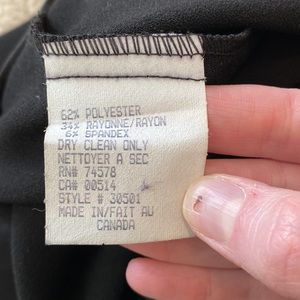 62% POLYESTER
34% RAYONNE/RAYON
6% SPANDEX
DRY CLEAN ONLY
NETTOYER A SEC
RN# 74578
CA# 00514
STYLE # 30501
MADE IN/FAIT AU
CANADA